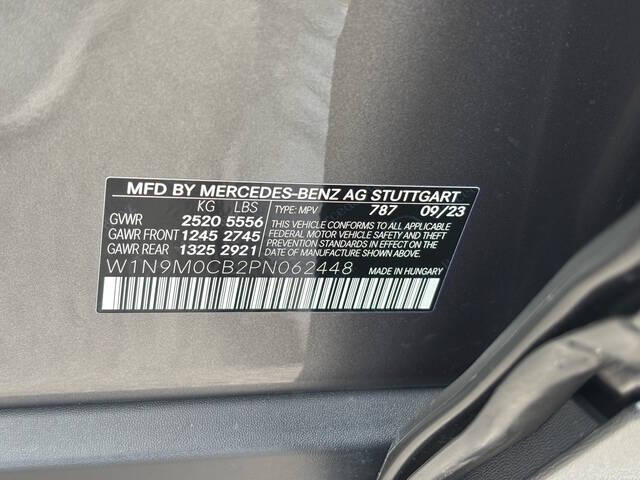 MFD BY MERCEDES-BENZ AG STUTTGART
KG LBS TYPE: MPV 787 09/23
GVWR 2520 5556
GAWR FRONT 1245 2745
GAWR REAR 1325 2921
THIS VEHICLE CONFORMS TO ALL APPLICABLE
FEDERAL MOTOR VEHICLE SAFETY AND
THEFT PREVENTION STANDARDS IN EFFECT ON
THE DATE OF MANUFACTURE SHOWN ABOVE.
W1N9M0CB2PN062448 MADE IN HUNGARY